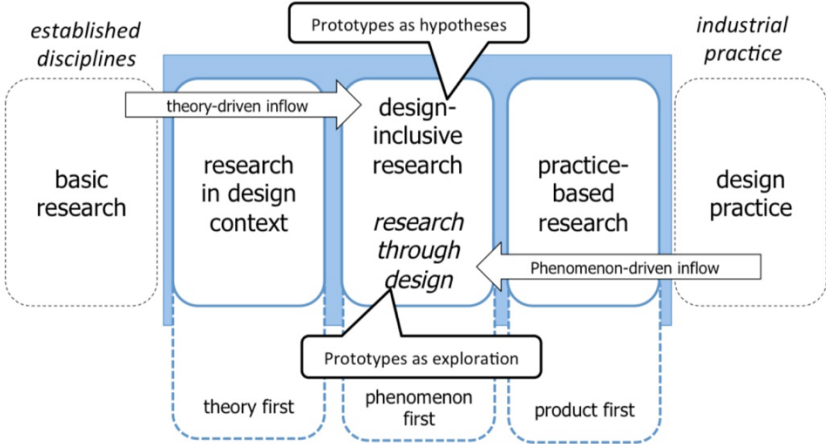 established
disciplines
Prototypes as hypotheses
industrial
practice
theory-driven inflow
basic
research
research
in design
context
design-
inclusive
research
research
through
design
practice-
based
research
design
practice
Phenomenon-driven inflow
Prototypes as exploration
theory first
phenomenon
first
product first